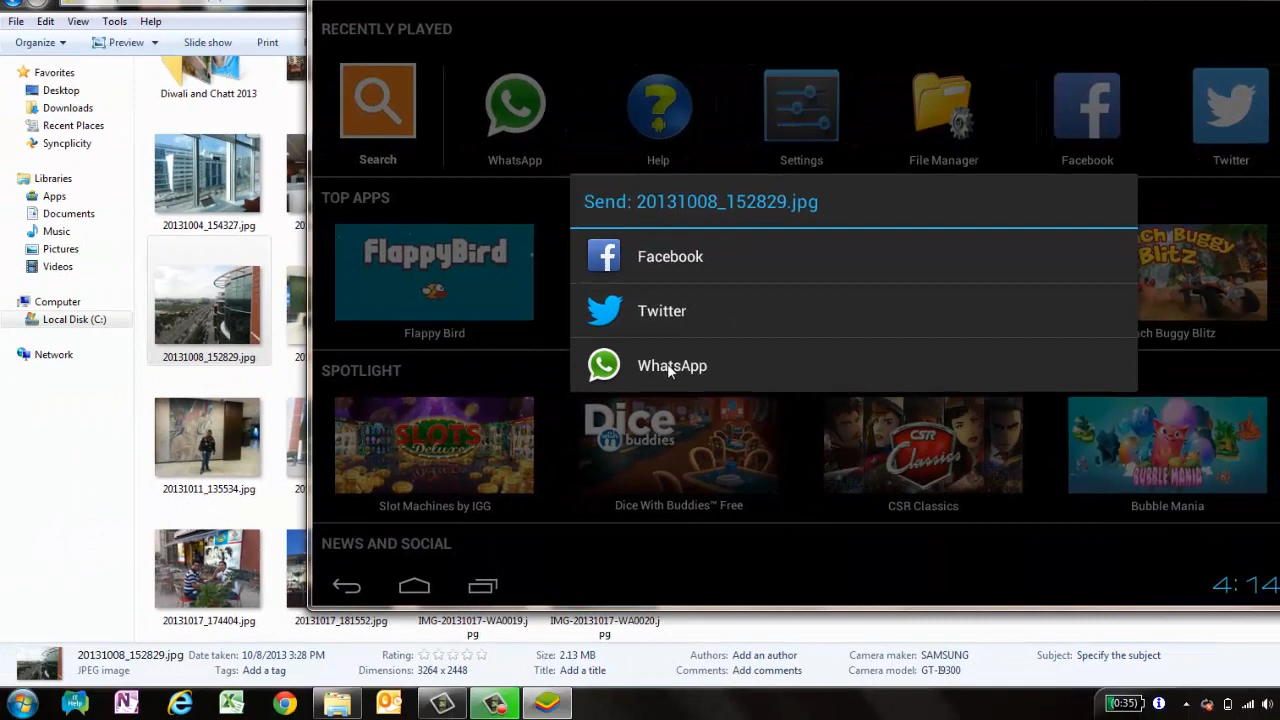 File Edit View Tools Help
Organize Preview Slide show Print
Favorites
Desktop
Downloads
Recent Places
Syncplicity
Libraries
Apps
Documents
Music
Pictures
Videos
Computer
Local Disk (C:)
Network
Diwali and Chatt 2013
20131004_154327.jpg
20131008_152829.jpg
20131011_135534.jpg
20131017_174404.jpg
20131017_181552.jpg
IMG-20131017-WA0019.j
pg
IMG-20131017-WA0020.j
pg
RECENTLY PLAYED
Search WhatsApp Help Settings File Manager Facebook Twitter
TOP APPS
FlappyBird
Flappy Bird
ch Buggy Blitz
Send: 20131008_152829.jpg
Facebook
Twitter
WhatsApp
SPOTLIGHT
SLOTS
Dice
with Buddies
CSR
Classics
BUBBLE MANIA
Slot Machines by IGG Dice With Buddies™ Free CSR Classics Bubble Mania
NEWS AND SOCIAL
4:14
20131008_152829.jpg Date taken: 10/8/2013 3:28 PM Rating: Size: 2.13 MB Authors: Add an author Camera maker: SAMSUNG Subject: Specify the subject
JPEG image Tags: Add a tag Dimensions: 3264 x 2448 Title: Add a title Comments: Add comments Camera model: GT-I9300
(0:35)